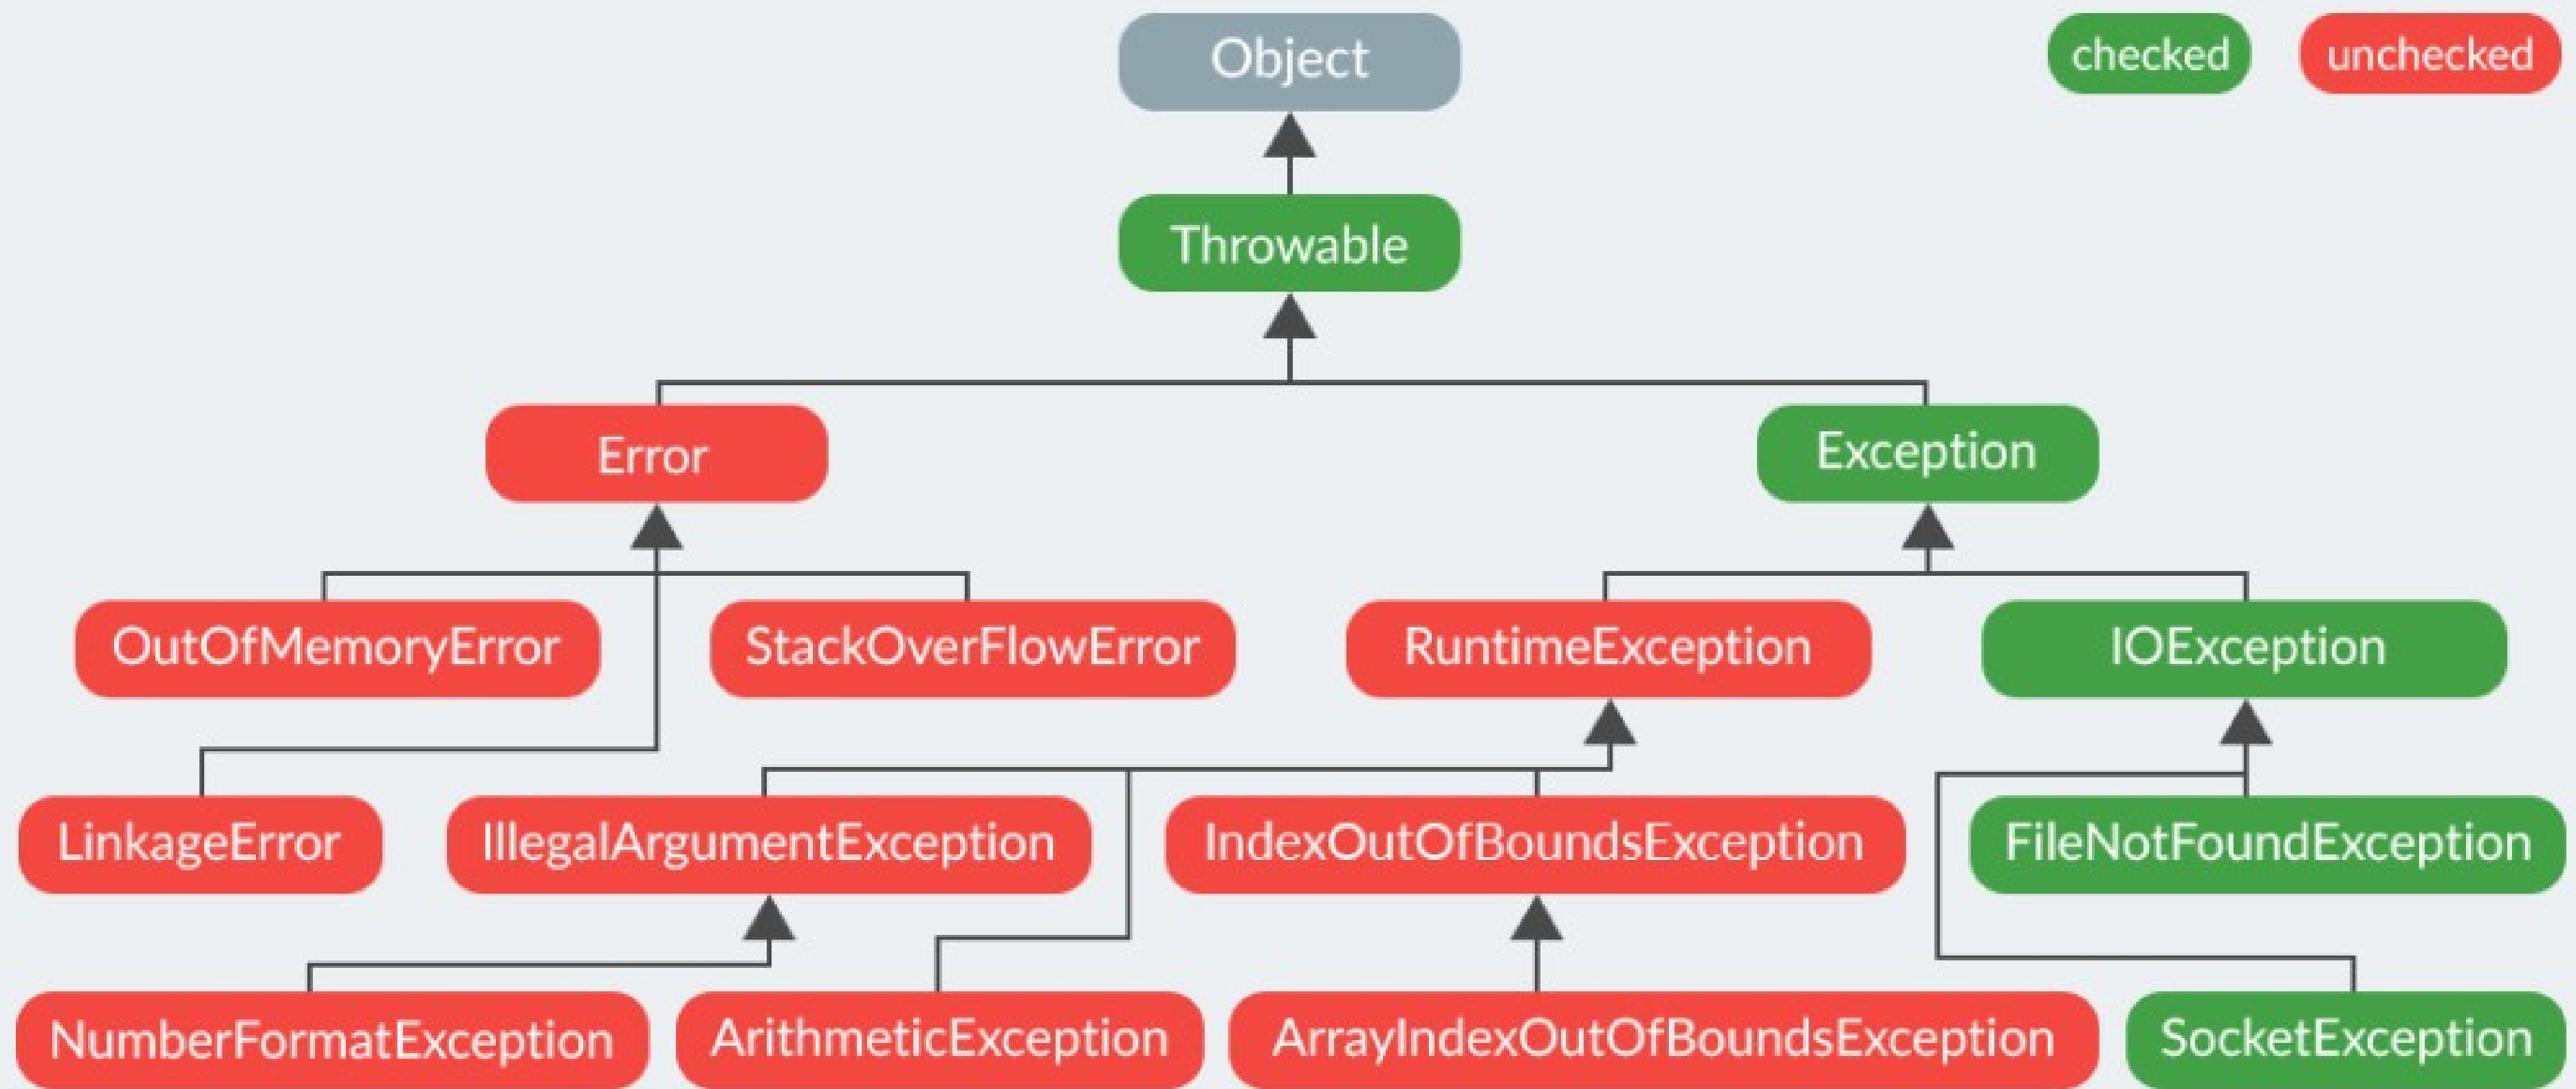 Object
checked
unchecked
Throwable
Error
Exception
OutOfMemoryError
StackOverFlowError
RuntimeException
IOException
LinkageError
IllegalArgumentException
IndexOutOfBoundsException
FileNotFoundException
NumberFormatException
ArithmeticException
ArrayIndexOutOfBoundsException
SocketException